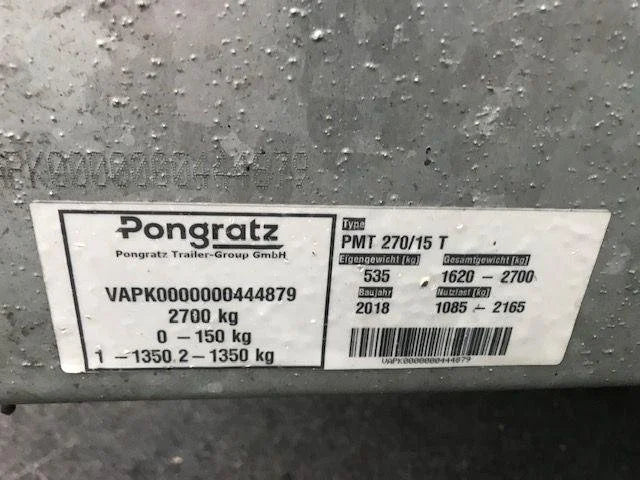 APK0000000444879
Pongratz
Pongratz Trailer-Group GmbH
VAPK0000000444879
2700 kg
0 - 150 kg
1 - 1350 2 - 1350 kg
Type
PMT 270/15 T
Eigengewicht [kg] Gesamtgewicht [kg]
535 1620 - 2700
Baujahr Nutzlast [kg]
2018 1085 - 2165
VAPK0000000444879